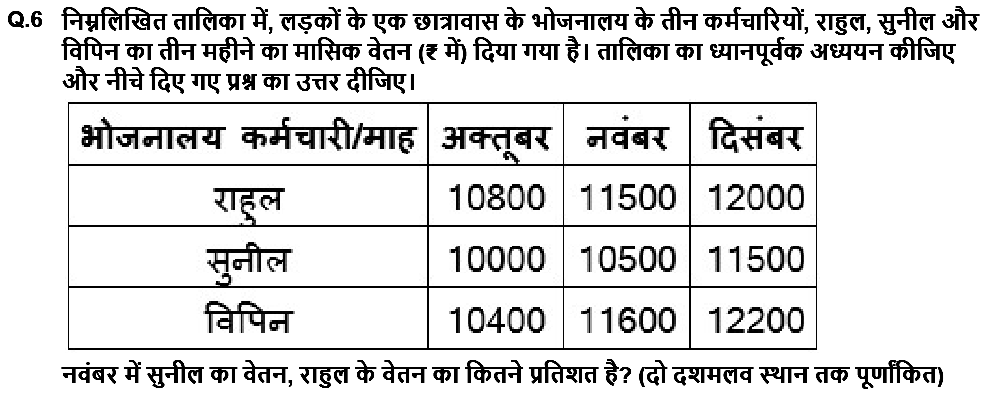 Q.6 निम्नलिखित तालिका में, लड़कों के एक छात्रावास के भोजनालय के तीन कर्मचारियों, राहुल, सुनील और
विपिन का तीन महीने का मासिक वेतन (₹ में) दिया गया है। तालिका का ध्यानपूर्वक अध्ययन कीजिए
और नीचे दिए गए प्रश्न का उत्तर दीजिए।
भोजनालय कर्मचारी/माह अक्तूबर नवंबर दिसंबर
राहुल 10800 11500 12000
सुनील 10000 10500 11500
विपिन 10400 11600 12200
नवंबर में सुनील का वेतन, राहुल के वेतन का कितने प्रतिशत है? (दो दशमलव स्थान तक पूर्णांकित)